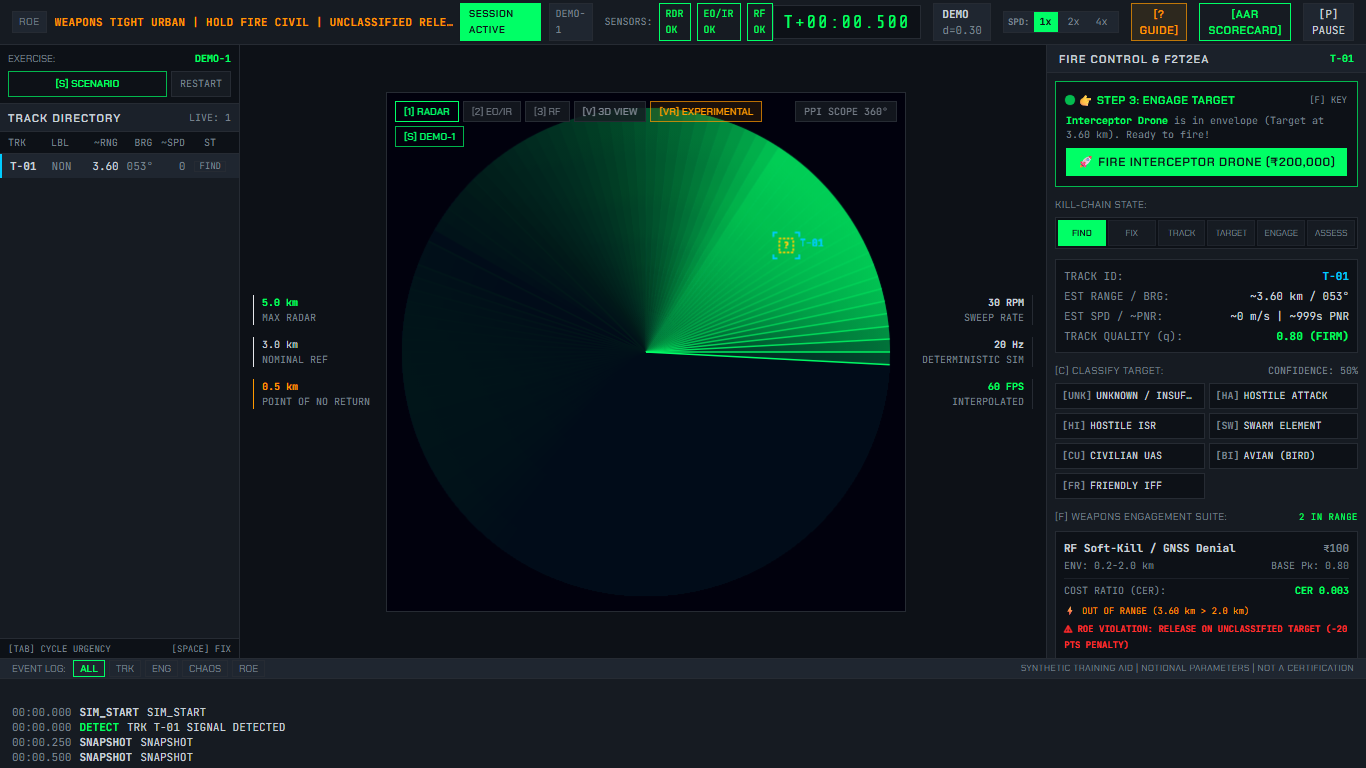 ROE
WEAPONS TIGHT URBAN | HOLD FIRE CIVIL | UNCLASSIFIED RELE…
SESSION ACTIVE
DEMO-1
SENSORS:
RDR OK
EO/IR OK
RF OK
T+00:00.500
DEMO
d=0.30
SPD: 1x 2x 4x
[? GUIDE]
[AAR SCORECARD]
[P] PAUSE
EXERCISE: DEMO-1
[S] SCENARIO RESTART
TRACK DIRECTORY LIVE: 1
TRK LBL ~RNG BRG ~SPD ST
T-01 NON 3.60 053° 0 FIND
[TAB] CYCLE URGENCY [SPACE] FIX
[1] RADAR [2] EO/IR [3] RF [V] 3D VIEW [VR] EXPERIMENTAL PPI SCOPE 360°
[S] DEMO-1
? T-01
5.0 km
MAX RADAR
3.0 km
NOMINAL REF
0.5 km
POINT OF NO RETURN
30 RPM
SWEEP RATE
20 Hz
DETERMINISTIC SIM
60 FPS
INTERPOLATED
FIRE CONTROL & F2T2EA T-01
👉 STEP 3: ENGAGE TARGET [F] KEY
Interceptor Drone is in envelope (Target at
3.60 km). Ready to fire!
🚀 FIRE INTERCEPTOR DRONE (₹200,000)
KILL-CHAIN STATE:
FIND FIX TRACK TARGET ENGAGE ASSESS
TRACK ID: T-01
EST RANGE / BRG: ~3.60 km / 053°
EST SPD / ~PNR: ~0 m/s | ~999s PNR
TRACK QUALITY (q): 0.80 (FIRM)
[C] CLASSIFY TARGET: CONFIDENCE: 50%
[UNK] UNKNOWN / INSUF… [HA] HOSTILE ATTACK
[HI] HOSTILE ISR [SW] SWARM ELEMENT
[CU] CIVILIAN UAS [BI] AVIAN (BIRD)
[FR] FRIENDLY IFF
[F] WEAPONS ENGAGEMENT SUITE: 2 IN RANGE
RF Soft-Kill / GNSS Denial ₹100
ENV: 0.2-2.0 km BASE Pk: 0.80
COST RATIO (CER): CER 0.003
⚡ OUT OF RANGE (3.60 km > 2.0 km)
⚠ ROE VIOLATION: RELEASE ON UNCLASSIFIED TARGET (-20
PTS PENALTY)
EVENT LOG: ALL TRK ENG CHAOS ROE
SYNTHETIC TRAINING AID | NOTIONAL PARAMETERS | NOT A CERTIFICATION
00:00.000 SIM_START SIM_START
00:00.000 DETECT TRK T-01 SIGNAL DETECTED
00:00.250 SNAPSHOT SNAPSHOT
00:00.500 SNAPSHOT SNAPSHOT